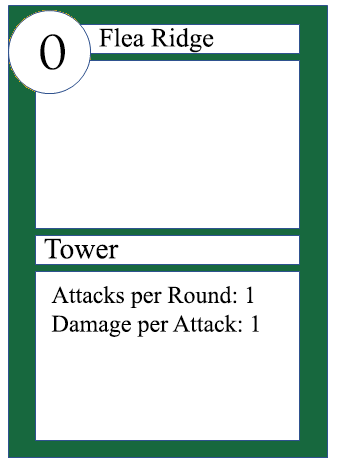 0
Flea Ridge
Tower
Attacks per Round: 1
Damage per Attack: 1